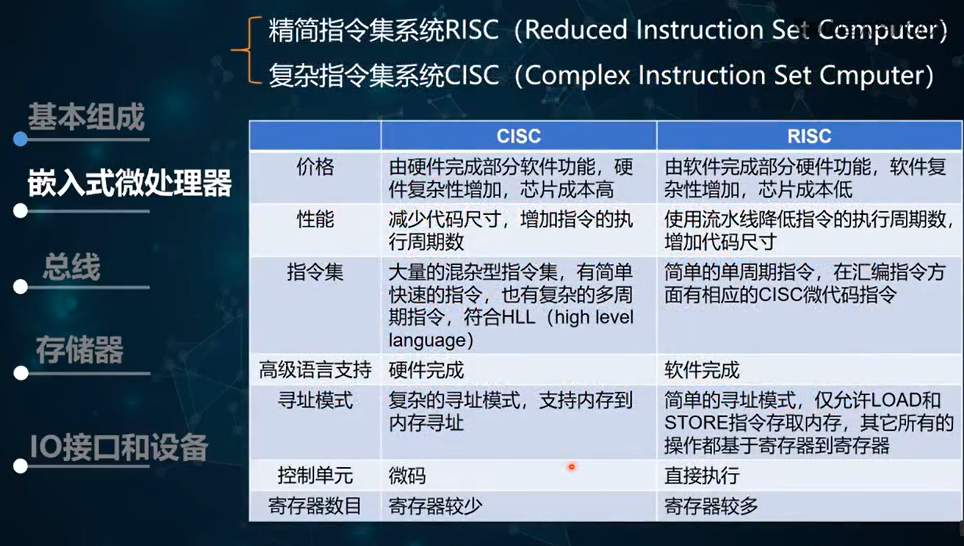 精简指令集系统RISC（Reduced Instruction Set Computer）
复杂指令集系统CISC（Complex Instruction Set Cmputer）
基本组成
嵌入式微处理器
总线
存储器
IO接口和设备
CISC RISC
价格 由硬件完成部分软件功能，硬 由软件完成部分硬件功能，软件复
件复杂性增加，芯片成本高 杂性增加，芯片成本低
性能 减少代码尺寸，增加指令的执 使用流水线降低指令的执行周期数，
行周期数 增加代码尺寸
指令集 大量的混杂型指令集，有简单 简单的单周期指令，在汇编指令方
快速的指令，也有复杂的多周 面有相应的CISC微代码指令
期指令，符合HLL（high level
language）
高级语言支持 硬件完成 软件完成
寻址模式 复杂的寻址模式，支持内存到 简单的寻址模式，仅允许LOAD和
内存寻址 STORE指令存取内存，其它所有的
操作都基于寄存器到寄存器
控制单元 微码 直接执行
寄存器数目 寄存器较少 寄存器较多